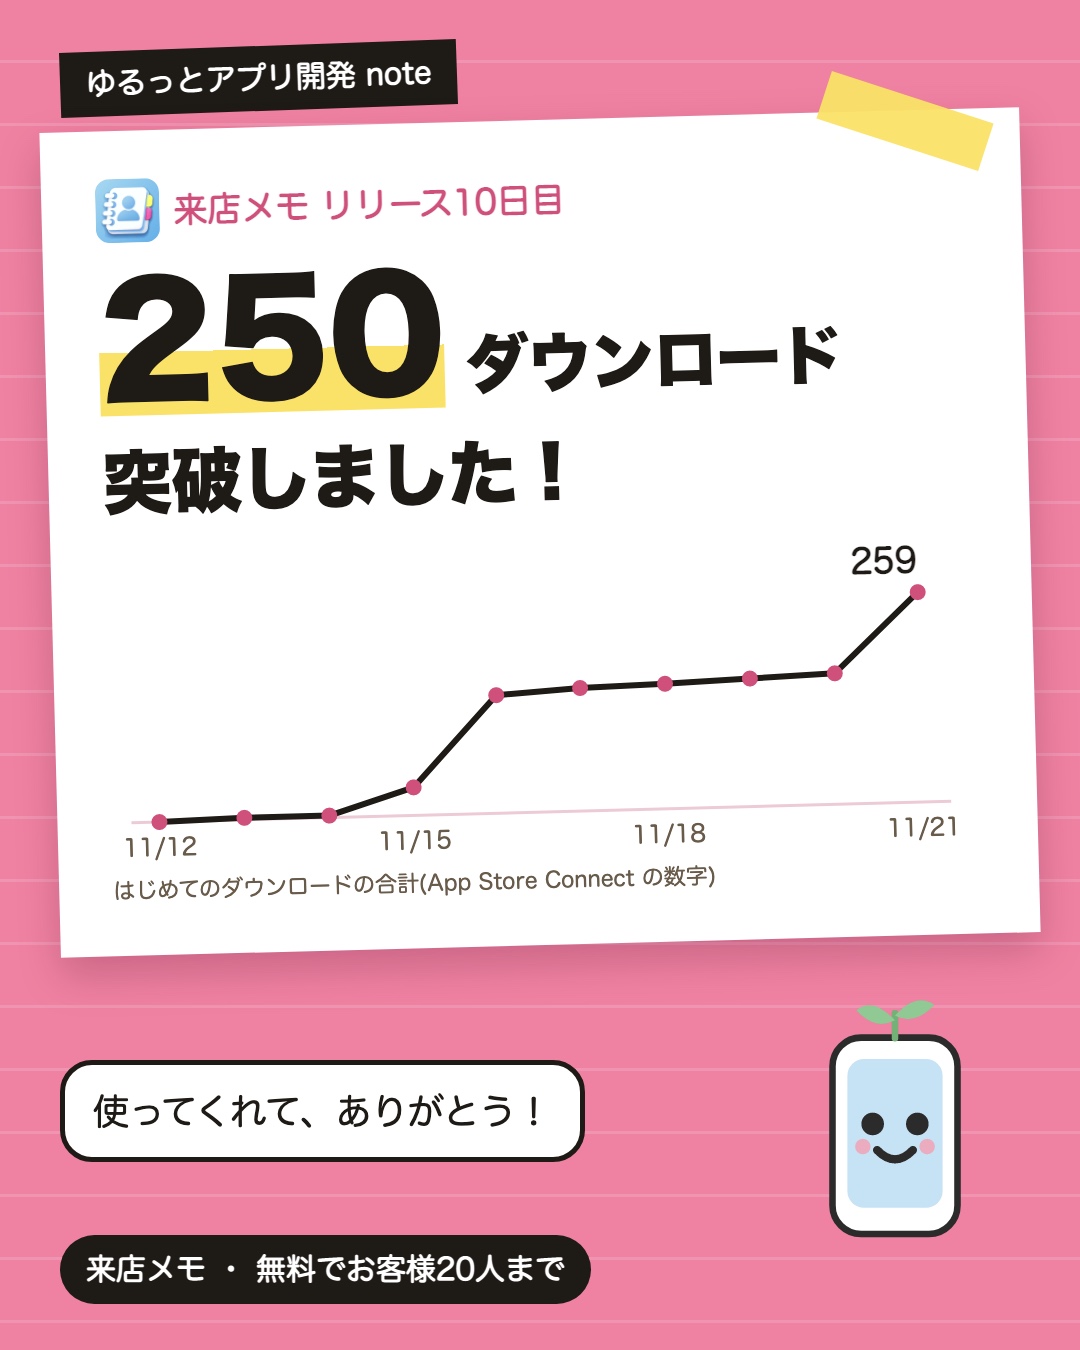 ゆるっとアプリ開発 note
来店メモ リリース10日目
250 ダウンロード
突破しました！
259
11/12 11/15 11/18 11/21
はじめてのダウンロードの合計(App Store Connect の数字)
使ってくれて、ありがとう！
来店メモ ・ 無料でお客様20人まで